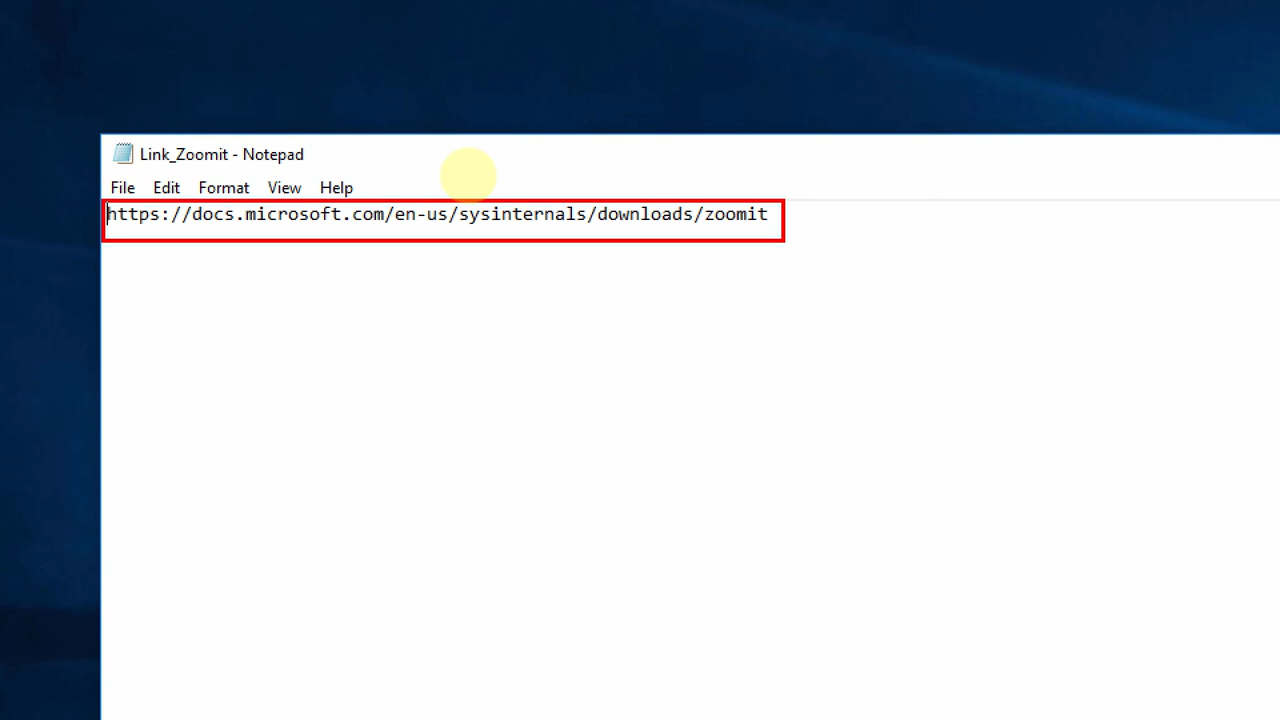 Link_Zoomit - Notepad
File Edit Format View Help
https://docs.microsoft.com/en-us/sysinternals/downloads/zoomit